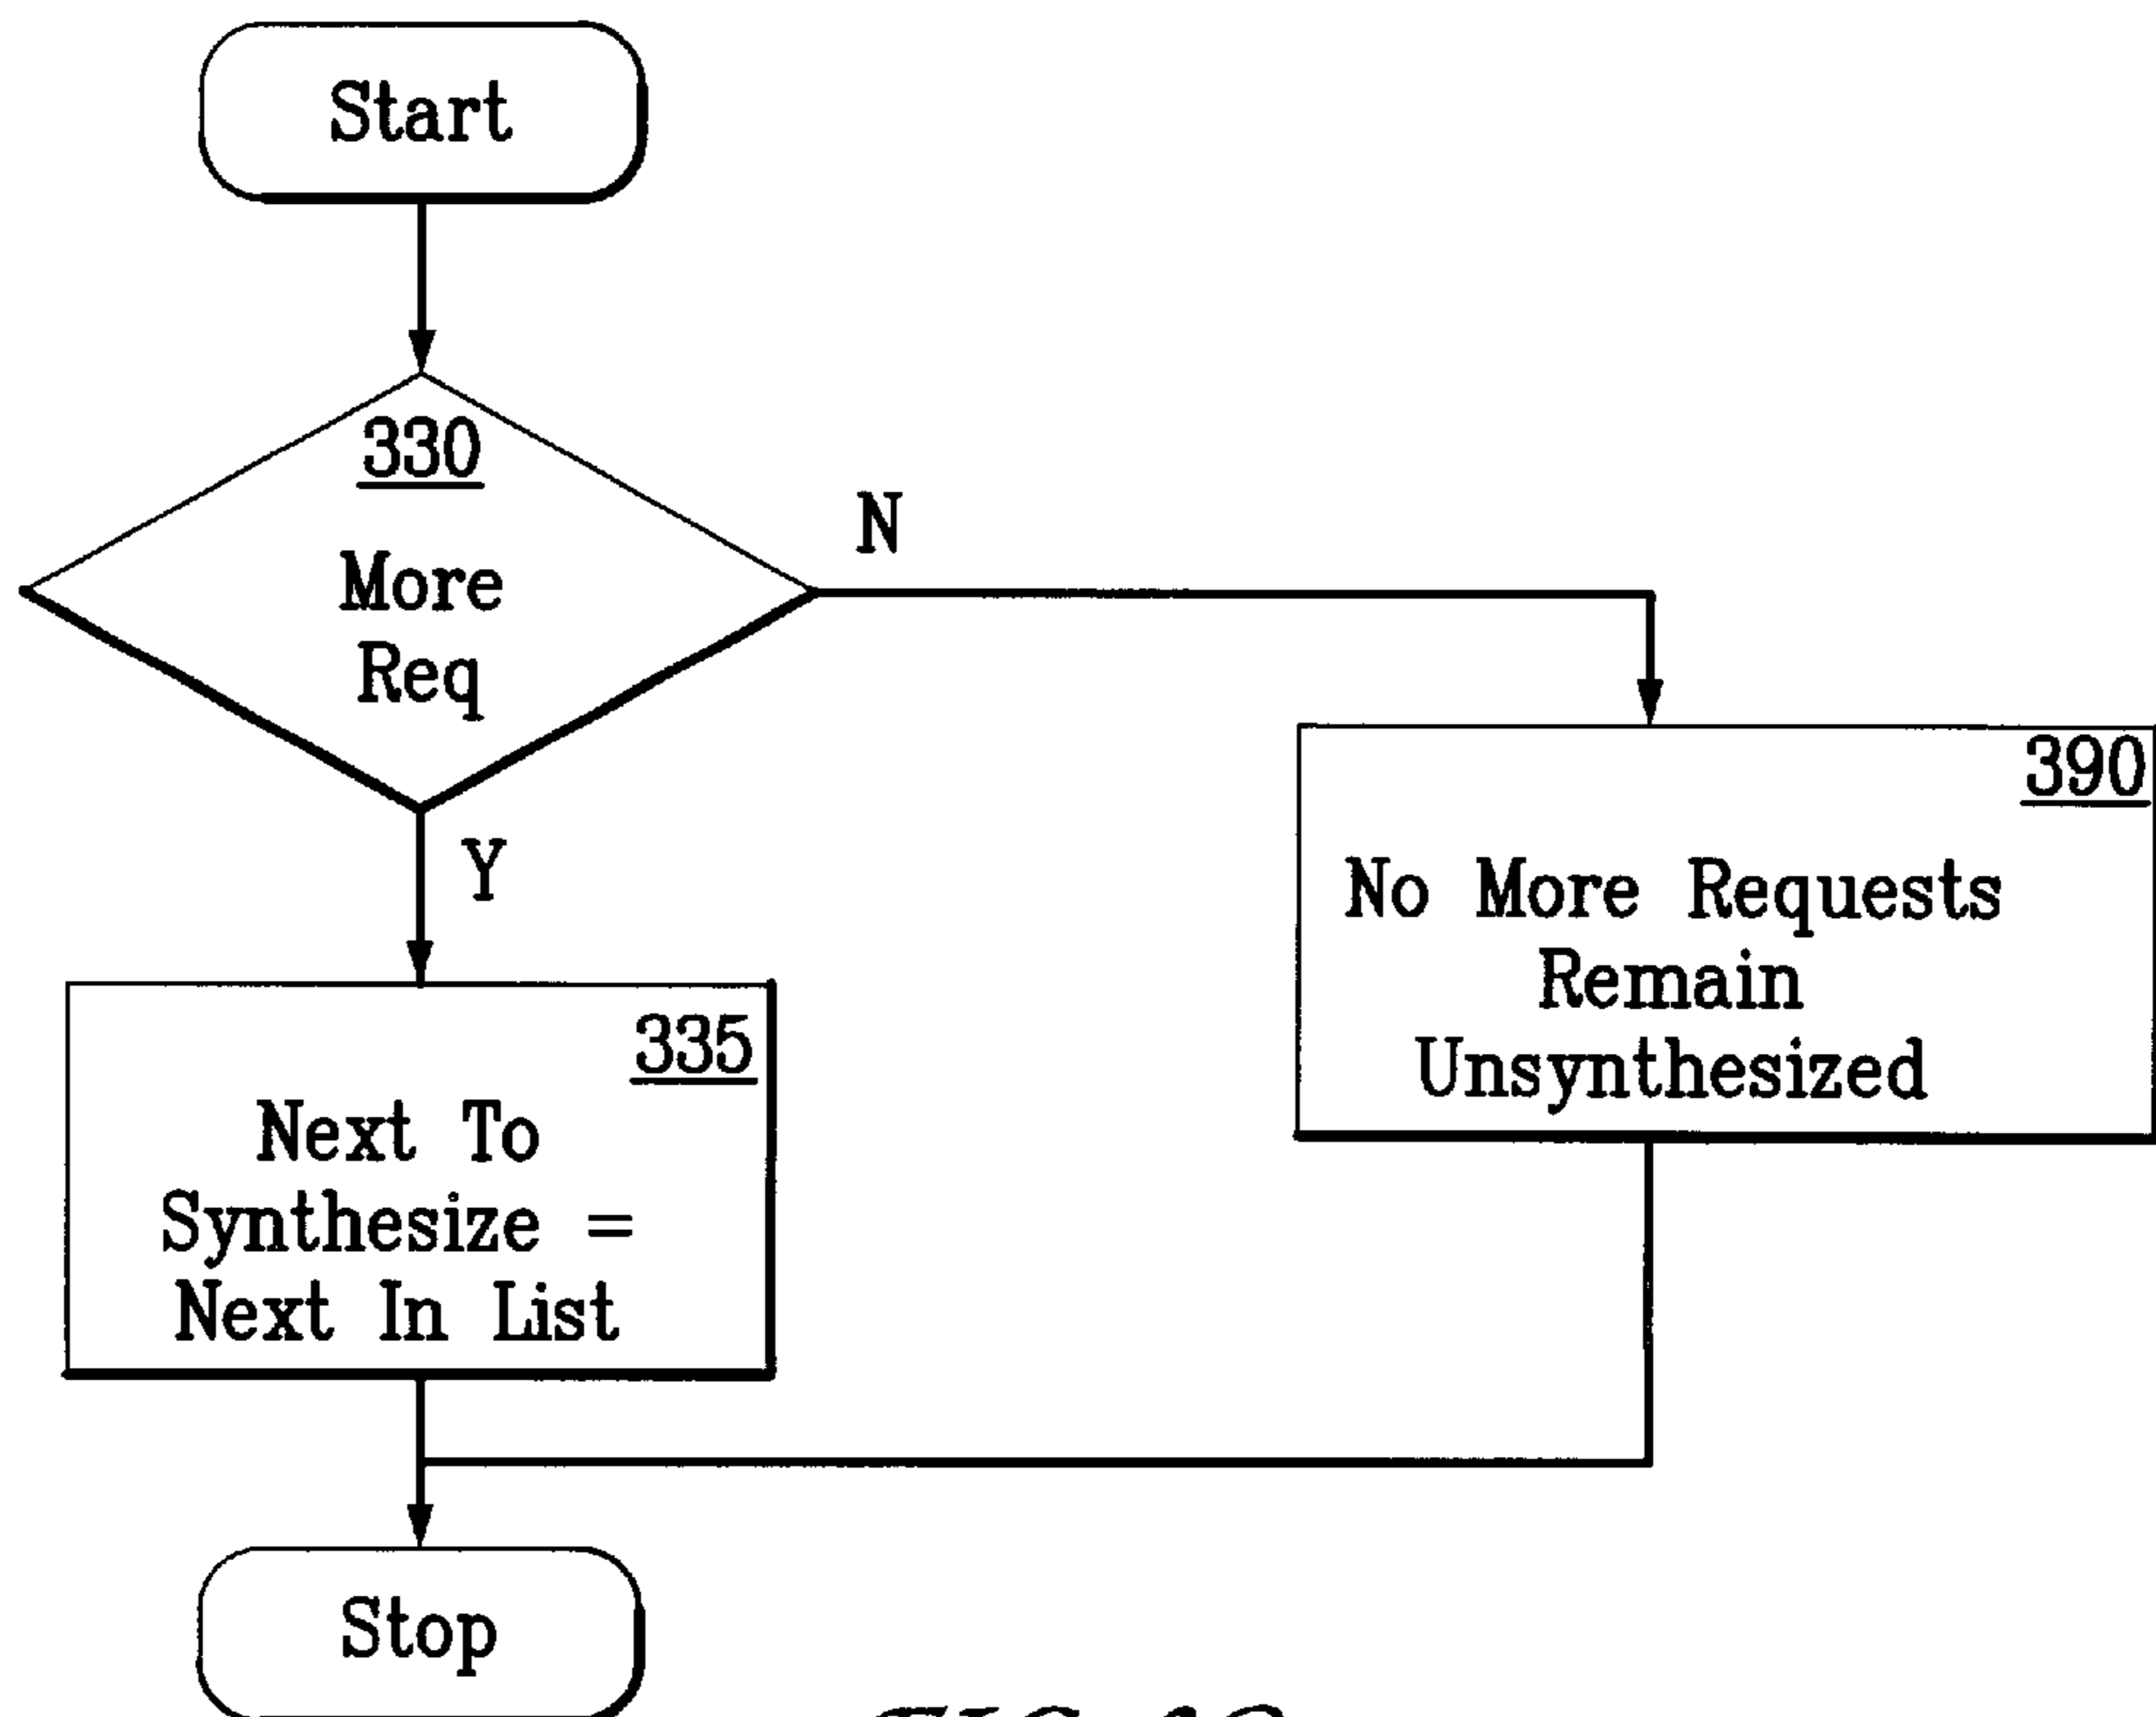 Start
330
More
Req
N
Y
390
No More Requests
Remain
Unsynthesized
335
Next To
Synthesize =
Next In List
Stop